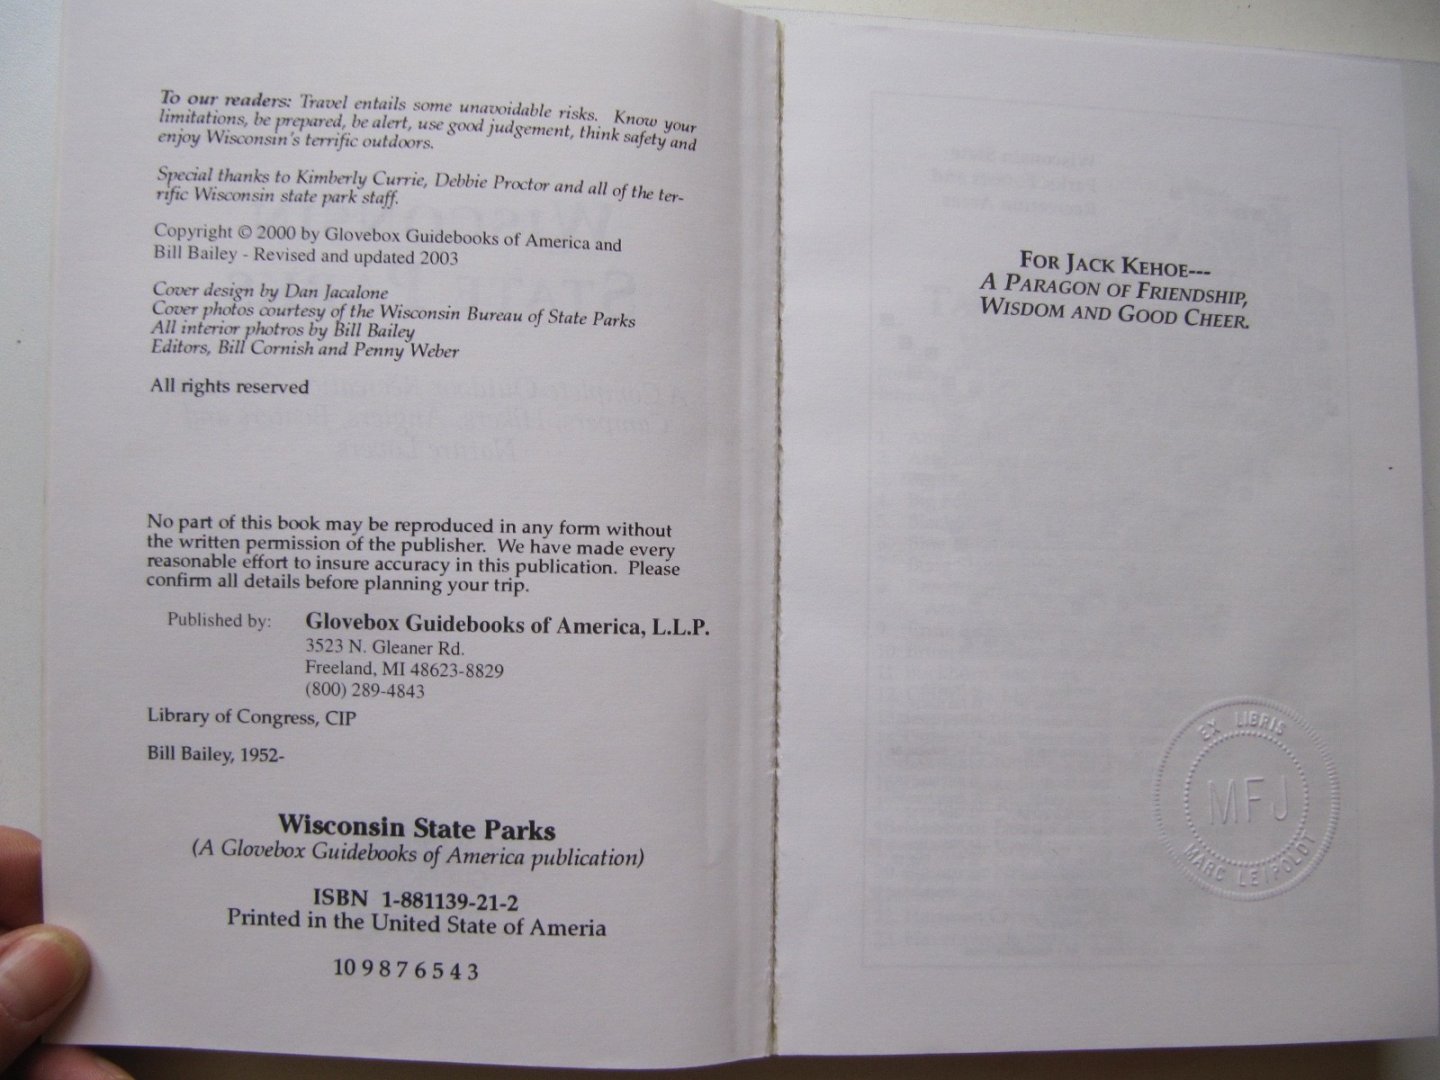 To our readers: Travel entails some unavoidable risks. Know your
limitations, be prepared, be alert, use good judgement, think safety and
enjoy Wisconsin's terrific outdoors.
Special thanks to Kimberly Currie, Debbie Proctor and all of the ter-
rific Wisconsin state park staff.
Copyright © 2000 by Glovebox Guidebooks of America and
Bill Bailey - Revised and updated 2003
Cover design by Dan Jacalone
Cover photos courtesy of the Wisconsin Bureau of State Parks
All interior photros by Bill Bailey
Editors, Bill Cornish and Penny Weber
All rights reserved
No part of this book may be reproduced in any form without
the written permission of the publisher. We have made every
reasonable effort to insure accuracy in this publication. Please
confirm all details before planning your trip.
Published by: Glovebox Guidebooks of America, L.L.P.
3523 N. Gleaner Rd.
Freeland, MI 48623-8829
(800) 289-4843
Library of Congress, CIP
Bill Bailey, 1952-
Wisconsin State Parks
(A Glovebox Guidebooks of America publication)
ISBN 1-881139-21-2
Printed in the United State of Ameria
10 9 8 7 6 5 4 3
FOR JACK KEHOE---
A PARAGON OF FRIENDSHIP,
WISDOM AND GOOD CHEER.
EX LIBRIS
MFJ
MARC LEIPOLDT